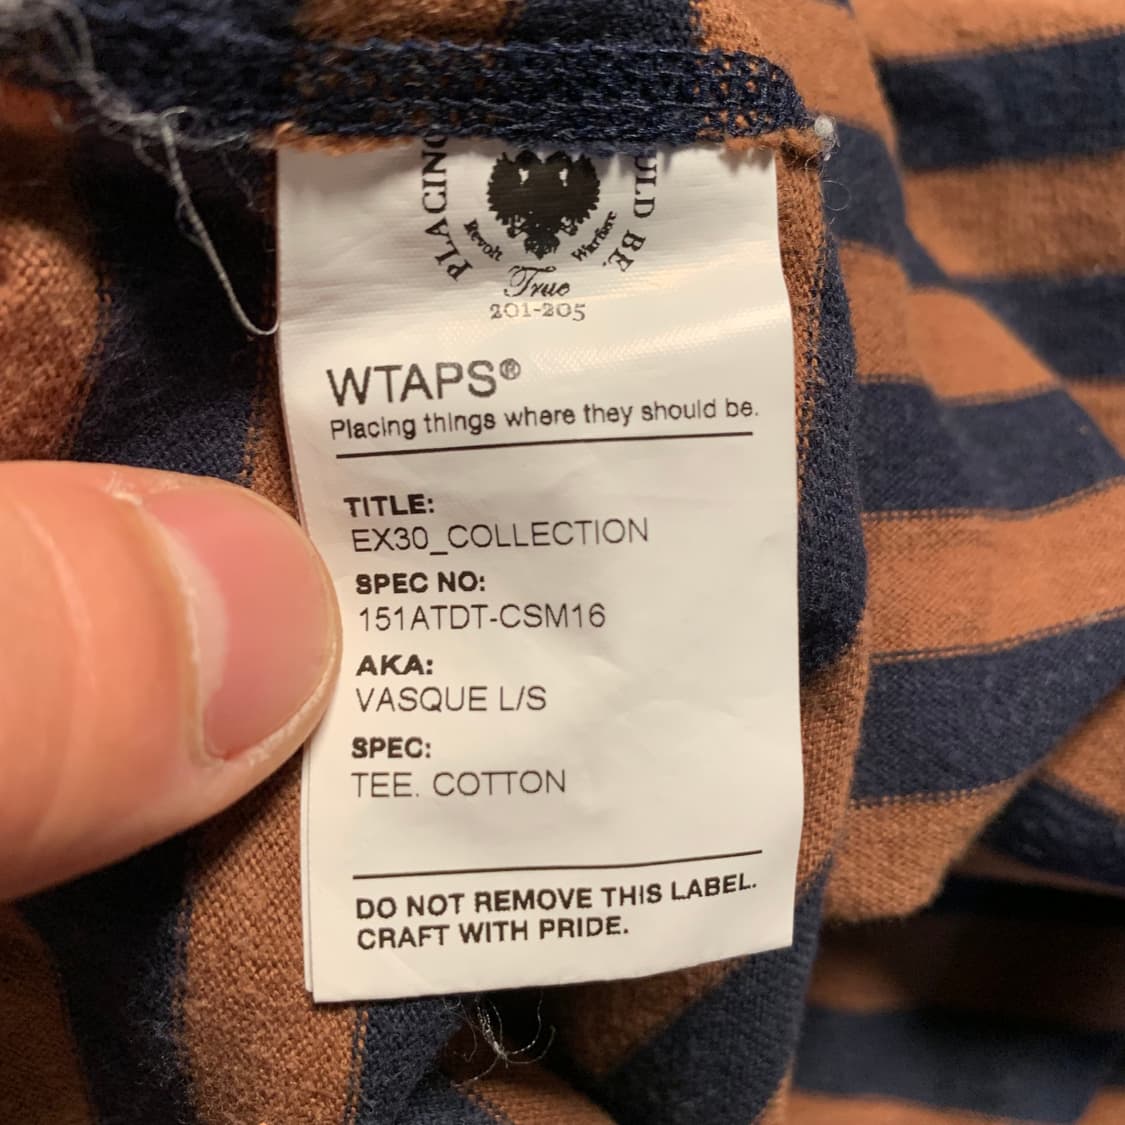 PLACING
ULD BE.
Revolt
Warfare
True
201-205
WTAPS®
Placing things where they should be.
TITLE:
EX30_COLLECTION
SPEC NO:
151ATDT-CSM16
AKA:
VASQUE L/S
SPEC:
TEE. COTTON
DO NOT REMOVE THIS LABEL.
CRAFT WITH PRIDE.